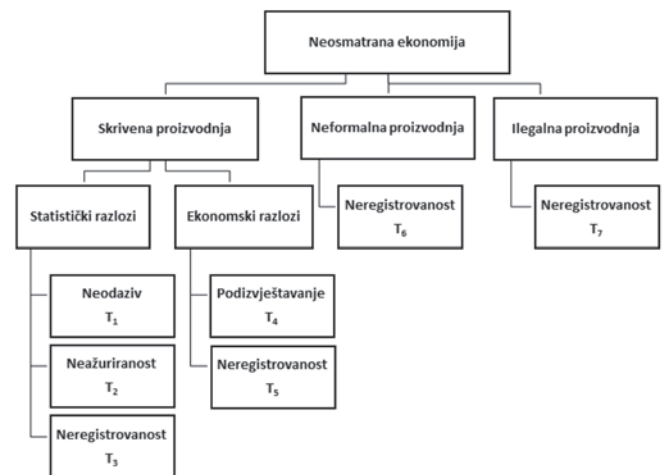 Neosmatrana ekonomija
Skrivena proizvodnja
Neformalna proizvodnja
Ilegalna proizvodnja
Statistički razlozi
Ekonomski razlozi
Neregistrovanost
T₆
Neregistrovanost
T₇
Neodaziv
T₁
Podizvještavanje
T₄
Neažuriranost
T₂
Neregistrovanost
T₅
Neregistrovanost
T₃